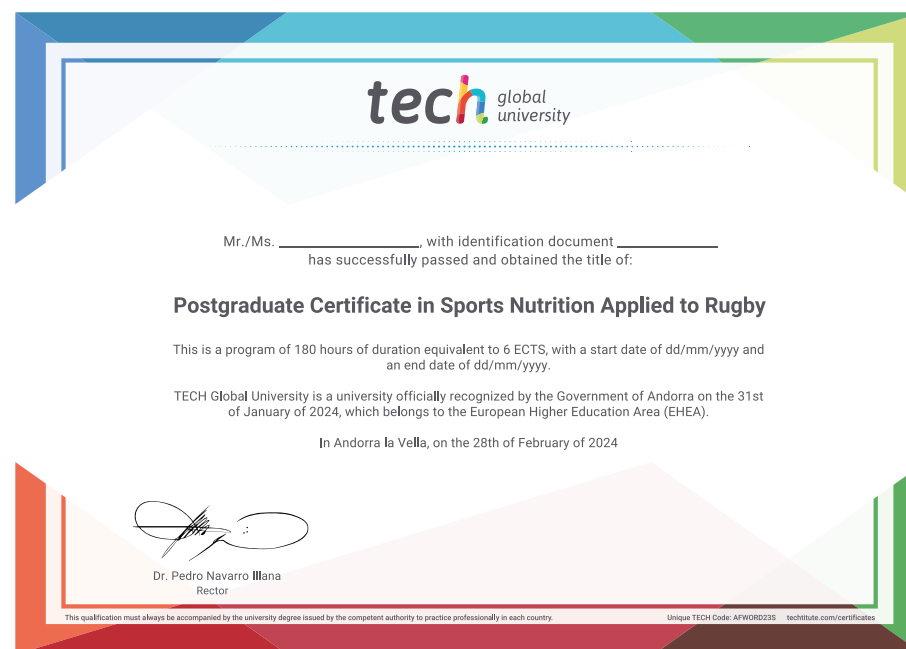 tech global
university
Mr./Ms. ____________________, with identification document ______________
has successfully passed and obtained the title of:
Postgraduate Certificate in Sports Nutrition Applied to Rugby
This is a program of 180 hours of duration equivalent to 6 ECTS, with a start date of dd/mm/yyyy and
an end date of dd/mm/yyyy.
TECH Global University is a university officially recognized by the Government of Andorra on the 31st
of January of 2024, which belongs to the European Higher Education Area (EHEA).
In Andorra la Vella, on the 28th of February of 2024
Dr. Pedro Navarro Illana
Rector
This qualification must always be accompanied by the university degree issued by the competent authority to practice professionally in each country.
Unique TECH Code: AFWORD23S techtitute.com/certificates